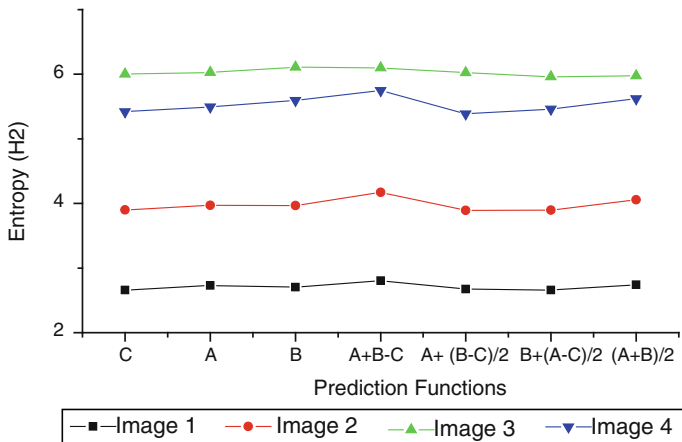 Entropy (H2)
6
4
2
C A B A+B-C A+ (B-C)/2 B+(A-C)/2 (A+B)/2
Prediction Functions
Image 1 Image 2 Image 3 Image 4